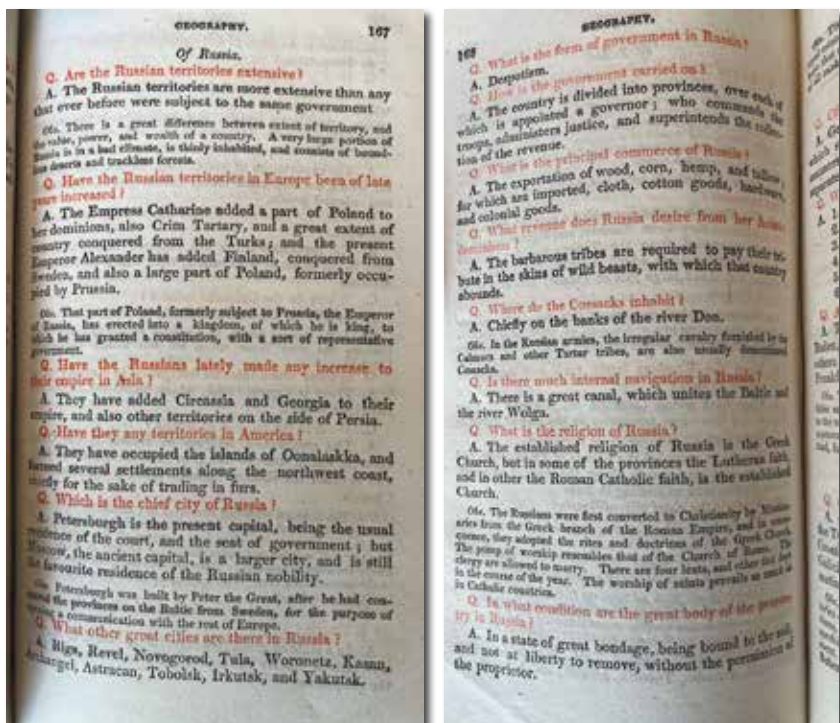 GEOGRAPHY. 167
Of Russia.
Q. Are the Russian territories extensive?
A. The Russian territories are more extensive than any
that ever before were subject to the same government
Obs. There is a great difference between extent of territory, and
the value, power, and wealth of a country. A very large portion of
Russia is in a bad climate, is thinly inhabited, and consists of bound-
less deserts and trackless forests.
Q. Have the Russian territories in Europe been of late
years increased?
A. The Empress Catharine added a part of Poland to
her dominions, also Crim Tartary, and a great extent of
country conquered from the Turks; and the present
Emperor Alexander has added Finland, conquered from
Sweden, and also a large part of Poland, formerly occu-
pied by Prussia.
Obs. That part of Poland, formerly subject to Prussia, the Emperor
of Russia, has erected into a kingdom, of which he is king, to
which he has granted a constitution, with a sort of representative
government.
Q. Have the Russians lately made any increase to
their empire in Asia?
A. They have added Circassia and Georgia to their
empire, and also other territories on the side of Persia.
Q. Have they any territories in America?
A. They have occupied the islands of Oonalaskka, and
formed several settlements along the northwest coast,
chiefly for the sake of trading in furs.
Q. Which is the chief city of Russia?
A. Petersburgh is the present capital, being the usual
residence of the court, and the seat of government; but
Moscow, the ancient capital, is a larger city, and is still
the favourite residence of the Russian nobility.
Obs. Petersburgh was built by Peter the Great, after he had con-
quered the provinces on the Baltic from Sweden, for the purpose of
opening a communication with the rest of Europe.
Q. What other great cities are there in Russia?
A. Riga, Revel, Novogorod, Tula, Woronetz, Kasan,
Archangel, Astracan, Tobolsk, Irkutsk, and Yakutsk.
168 GEOGRAPHY.
Q. What is the form of government in Russia?
A. Despotism.
Q. How is the government carried on?
A. The country is divided into provinces, over each of
which is appointed a governor; who commands the
troops, administers justice, and superintends the collec-
tion of the revenue.
Q. What is the principal commerce of Russia?
A. The exportation of wood, corn, hemp, and tallow,
for which are imported, cloth, cotton goods, hardware,
and colonial goods.
Q. What revenue does Russia desire from her Asiatic
dominions?
A. The barbarous tribes are required to pay their tri-
bute in the skins of wild beasts, with which that country
abounds.
Q. Where do the Cossacks inhabit?
A. Chiefly on the banks of the river Don.
Obs. In the Russian armies, the irregular cavalry furnished by the
Calmucs and other Tartar tribes, are also usually denominated
Cossacks.
Q. Is there much internal navigation in Russia?
A. There is a great canal, which unites the Baltic and
the river Wolga.
Q. What is the religion of Russia?
A. The established religion of Russia is the Greek
Church, but in some of the provinces the Lutheran faith,
and in other the Roman Catholic faith, is the established
Church.
Obs. The Russians were first converted to Christianity by Mission-
aries from the Greek branch of the Roman Empire, and in conse-
quence, they adopted the rites and doctrines of the Greek Church.
The pomp of worship resembles that of the Church of Rome. The
clergy are allowed to marry. There are four lents, and other fast days
in the course of the year. The worship of saints prevails as much as
in Catholic countries.
Q. In what condition are the great body of the peasan-
try in Russia?
A. In a state of great bondage, being bound to the soil,
and not at liberty to remove, without the permission of
the proprietor.